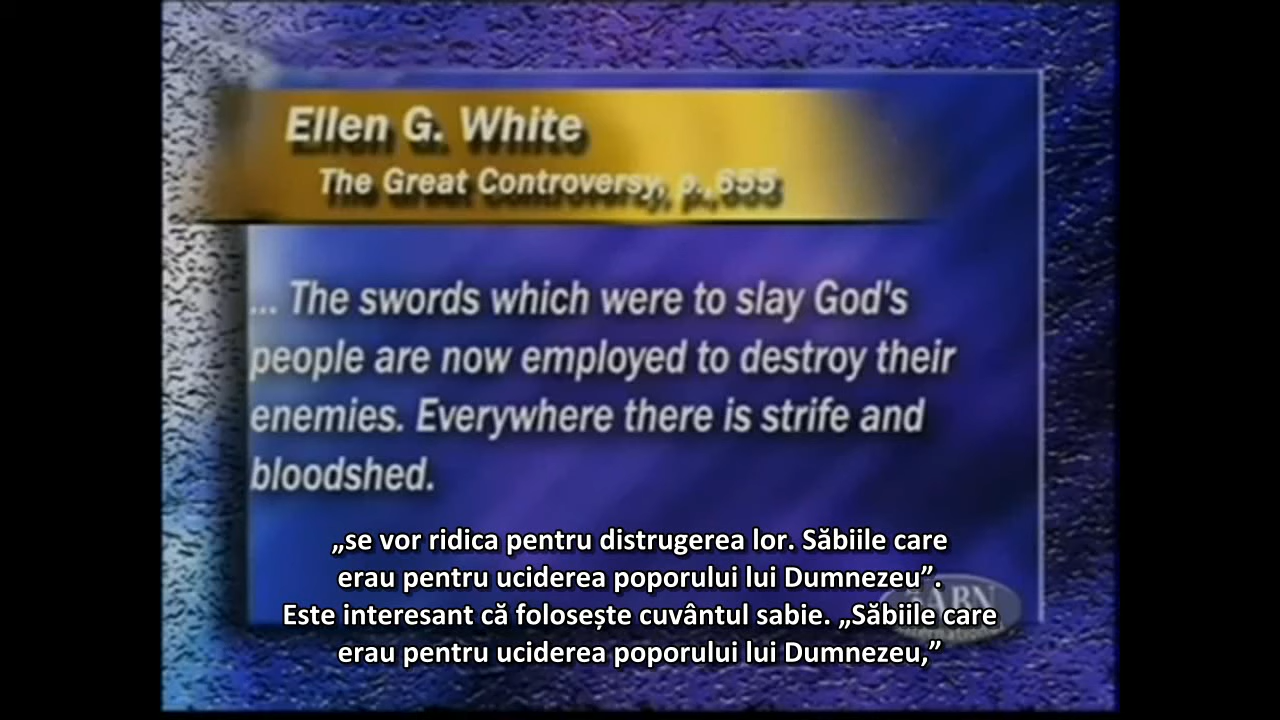 Ellen G. White
The Great Controversy, p.,655
... The swords which were to slay God's
people are now employed to destroy their
enemies. Everywhere there is strife and
bloodshed.
„se vor ridica pentru distrugerea lor. Săbiile care
erau pentru uciderea poporului lui Dumnezeu”.
Este interesant că folosește cuvântul sabie. „Săbiile care
erau pentru uciderea poporului lui Dumnezeu,”